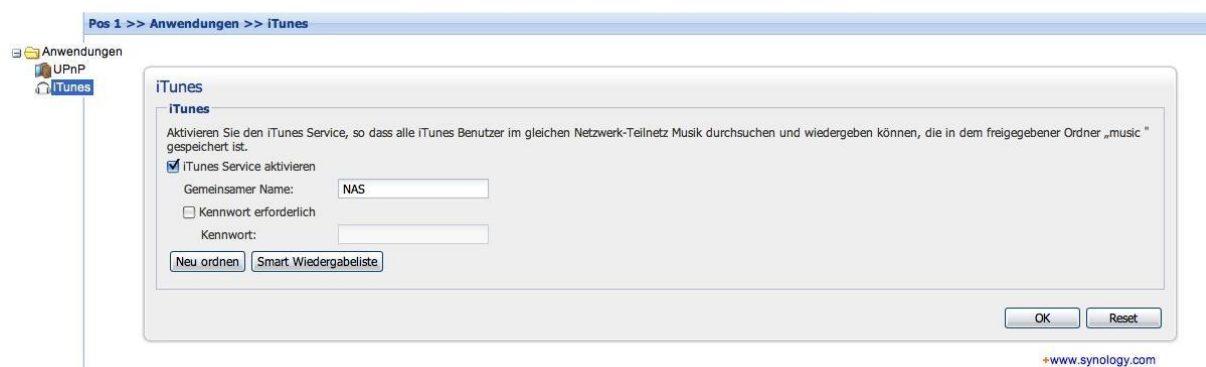 Pos 1 >> Anwendungen >> iTunes
Anwendungen
UPnP
iTunes
iTunes
iTunes
Aktivieren Sie den iTunes Service, so dass alle iTunes Benutzer im gleichen Netzwerk-Teilnetz Musik durchsuchen und wiedergeben können, die in dem freigegebener Ordner „music "
gespeichert ist.
iTunes Service aktivieren
Gemeinsamer Name: NAS
Kennwort erforderlich
Kennwort:
Neu ordnen Smart Wiedergabeliste
OK Reset
+www.synology.com